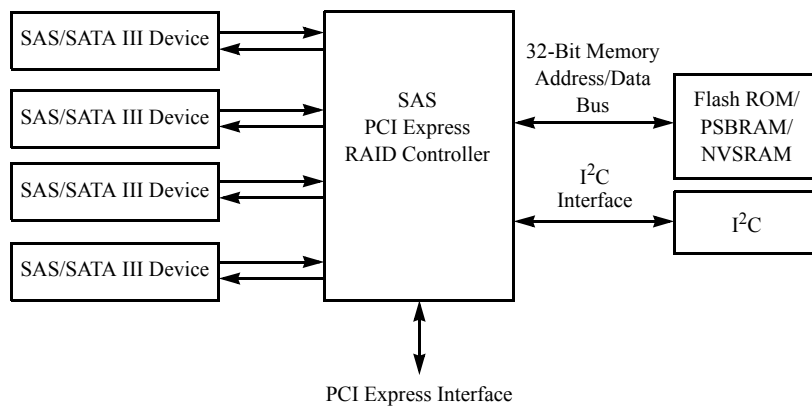 SAS/SATA III Device
SAS/SATA III Device
SAS/SATA III Device
SAS/SATA III Device
SAS
PCI Express
RAID Controller
32-Bit Memory
Address/Data
Bus
I²C
Interface
Flash ROM/
PSBRAM/
NVSRAM
I²C
PCI Express Interface